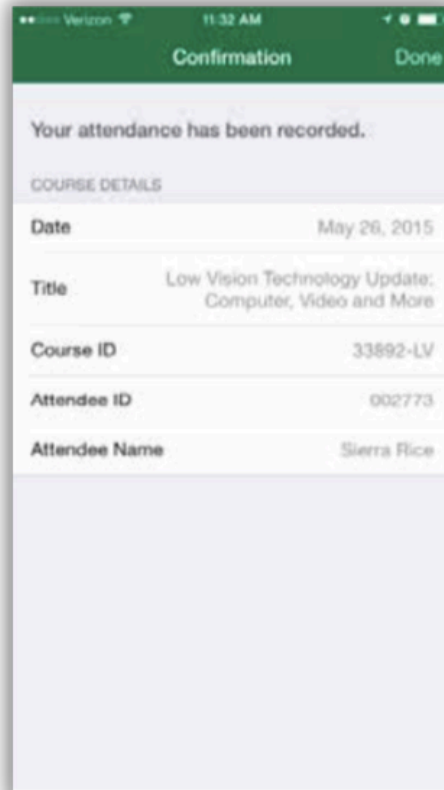 Verizon 11:32 AM
Confirmation Done
Your attendance has been recorded.
COURSE DETAILS
Date May 26, 2015
Title Low Vision Technology Update:
Computer, Video and More
Course ID 33892-LV
Attendee ID 002773
Attendee Name Sierra Rice